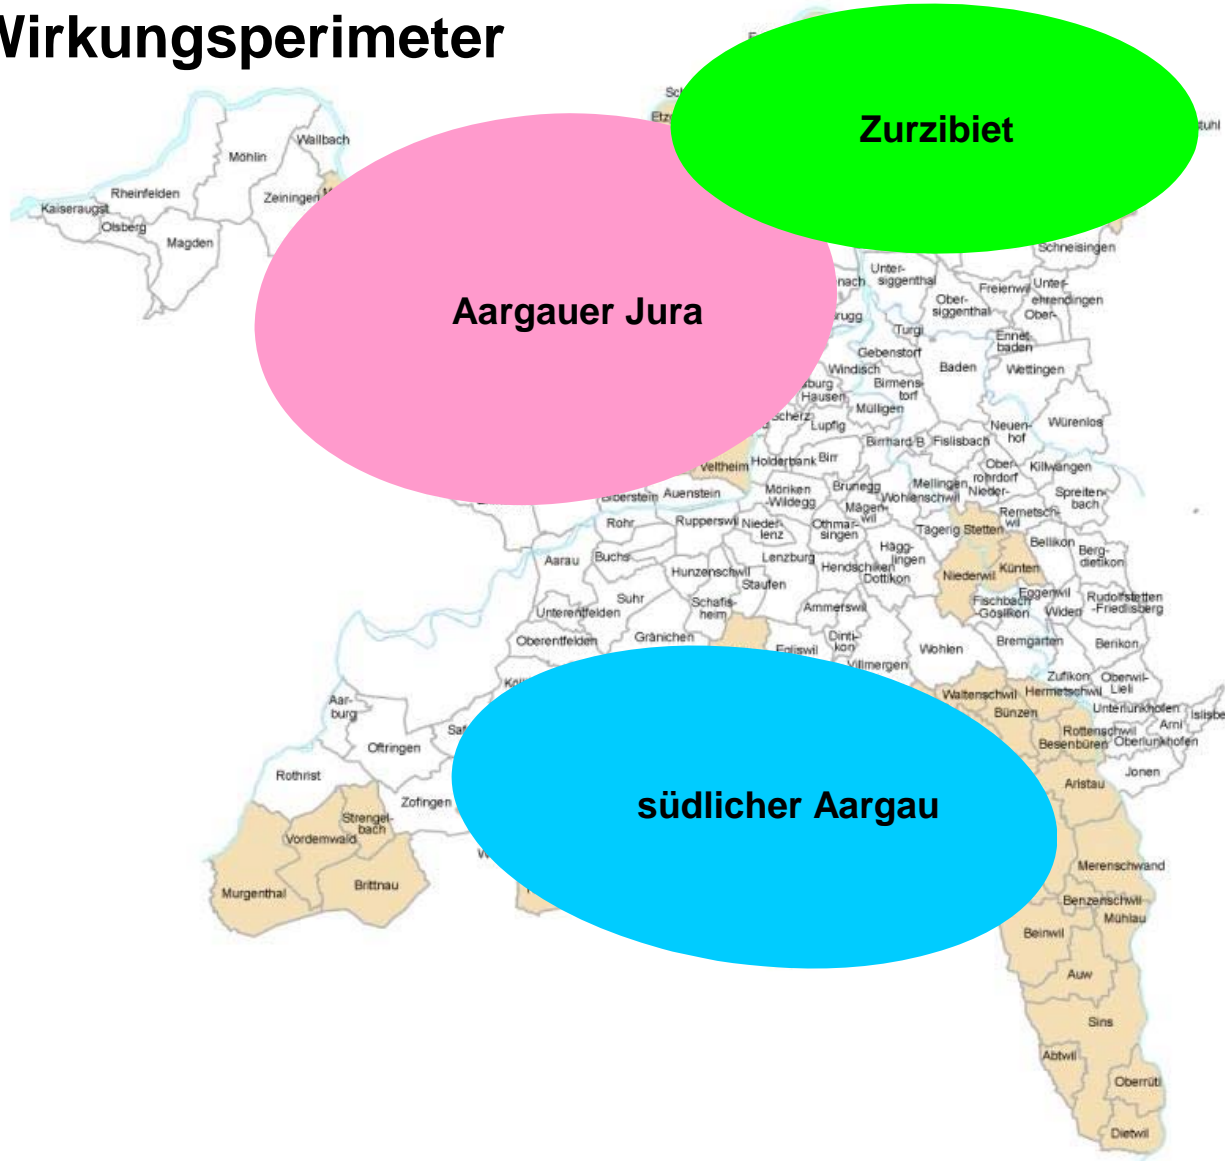 Wirkungsperimeter
Zurzibiet
Wallbach
Möhlin
Rheinfelden
Zeiningen
Kaiseraugst
Olsberg
Magden
Schneisingen
Aargauer Jura
Unter-
siggenthal
Freienwil
Unter-
ehrendingen
Ober-
Ober-
siggenthal
Turgi
Ennet-
baden
Gebenstorf
Baden
Wettingen
Windisch
Birmens-
torf
Hausen
Mülligen
Scherz
Lupfig
Neuen-
hof
Würenlos
Birrhard B
Fislisbach
Veltheim
Holderbank
Birr
Ober-
rohrdorf
Killwangen
Auenstein
Möriken
-Wildegg
Brunegg
Mellingen
Nieder-
Wohlenschwil
Spreiten-
bach
Biberstein
Mägen-
wil
Remetsch-
wil
Rohr
Rupperswil
Nieder-
lenz
Othmar-
singen
Tägerig
Stetten
Bellikon
Aarau
Buchs
Lenzburg
Hägg-
lingen
Berg-
dietikon
Hunzenschwil
Hendschiken
Dottikon
Niederwil
Künten
Staufen
Suhr
Schafis-
heim
Ammerswil
Fischbach
-Göslikon
Eggenwil
Widen
Rudolfstetten
-Friedlisberg
Unterentfelden
Oberentfelden
Gränichen
Egliswil
Dinti-
kon
Wohlen
Bremgarten
Berikon
Villmergen
Zufikon
Oberwil-
Lieli
Waltenschwil
Hermetschwil
Aar-
burg
Bünzen
Unterlunkhofen
Arni
Rottenschwil
Besenbüren
Oberlunkhofen
Oftringen
Rothrist
Jonen
Aristau
Zofingen
südlicher Aargau
Strengel-
bach
Vordemwald
Merenschwand
Murgenthal
Brittnau
Benzenschwil
Mühlau
Beinwil
Auw
Sins
Abtwil
Oberrüti
Dietwil